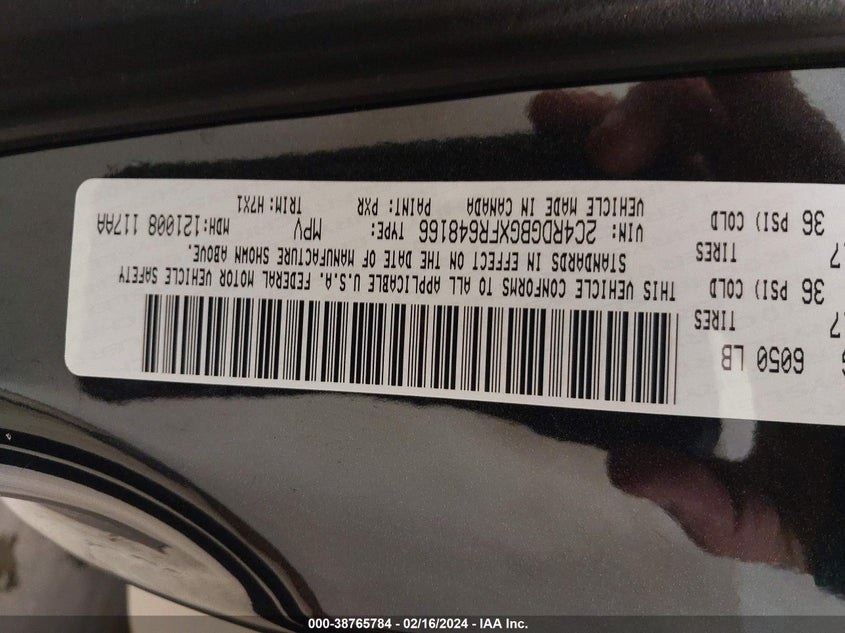 6050 LB
TIRES
36 PSI) COLD
TIRES
36 PSI) COLD
THIS VEHICLE CONFORMS TO ALL APPLICABLE U.S.A. FEDERAL MOTOR VEHICLE SAFETY
STANDARDS IN EFFECT ON THE DATE OF MANUFACTURE SHOWN ABOVE.
VIN: 2C4RDGBGXFR648166 TYPE: MPV MDH:121008 117AA
VEHICLE MADE IN CANADA PAINT: PXR TRIM:H7X1
000-38765784 - 02/16/2024 - IAA Inc.